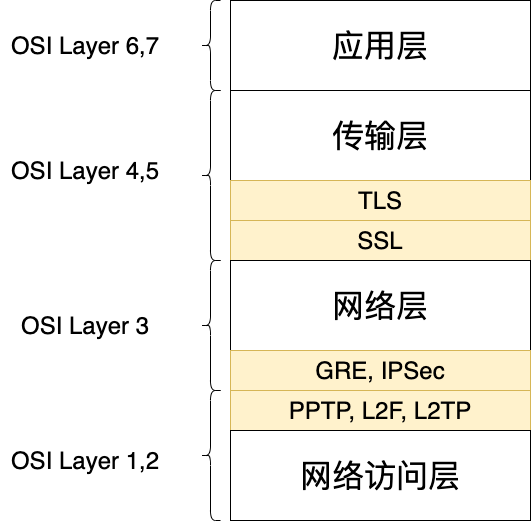 OSI Layer 6,7
应用层
OSI Layer 4,5
传输层
TLS
SSL
OSI Layer 3
网络层
GRE, IPSec
PPTP, L2F, L2TP
OSI Layer 1,2
网络访问层